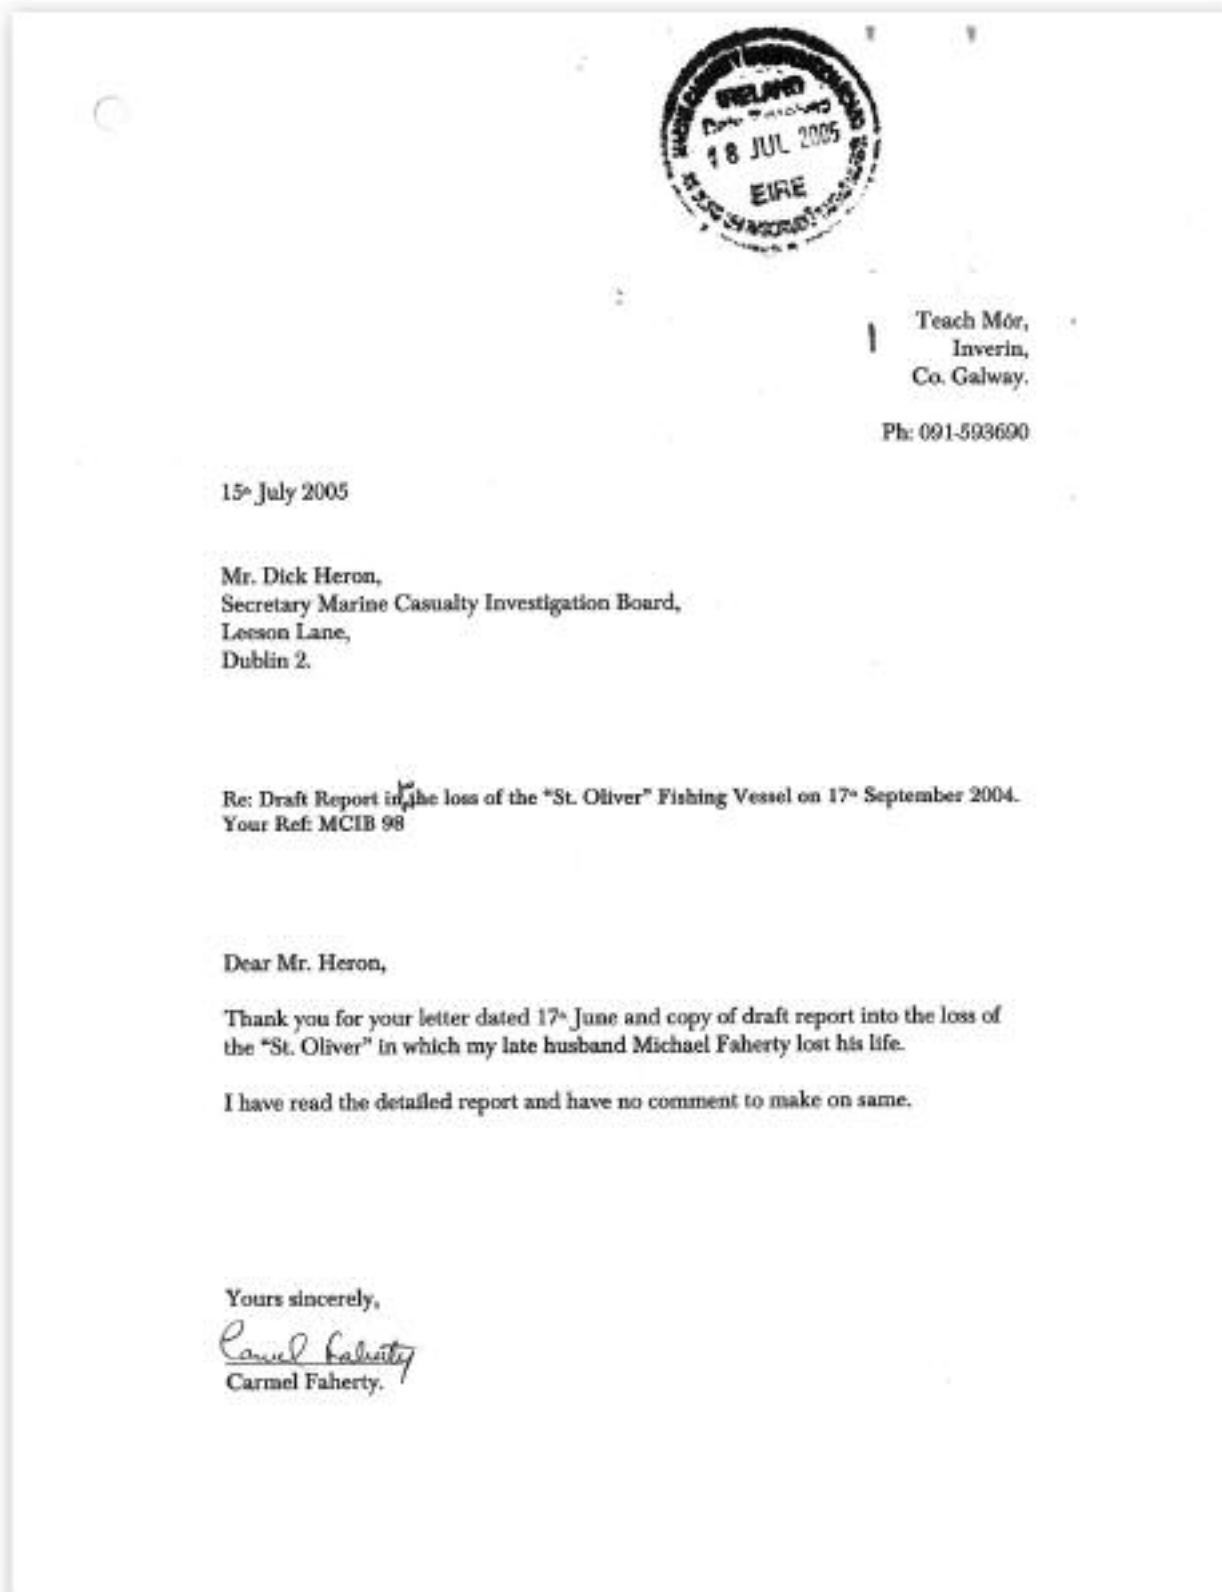 IRELAND
18 JUL 2005
EIRE
Teach Mór,
Inverin,
Co. Galway.
Ph: 091-593690
15th July 2005
Mr. Dick Heron,
Secretary Marine Casualty Investigation Board,
Leeson Lane,
Dublin 2.
Re: Draft Report into the loss of the "St. Oliver" Fishing Vessel on 17th September 2004.
Your Ref: MCIB 98
Dear Mr. Heron,
Thank you for your letter dated 17th June and copy of draft report into the loss of
the "St. Oliver" in which my late husband Michael Faherty lost his life.
I have read the detailed report and have no comment to make on same.
Yours sincerely,
Carmel Faherty
Carmel Faherty.